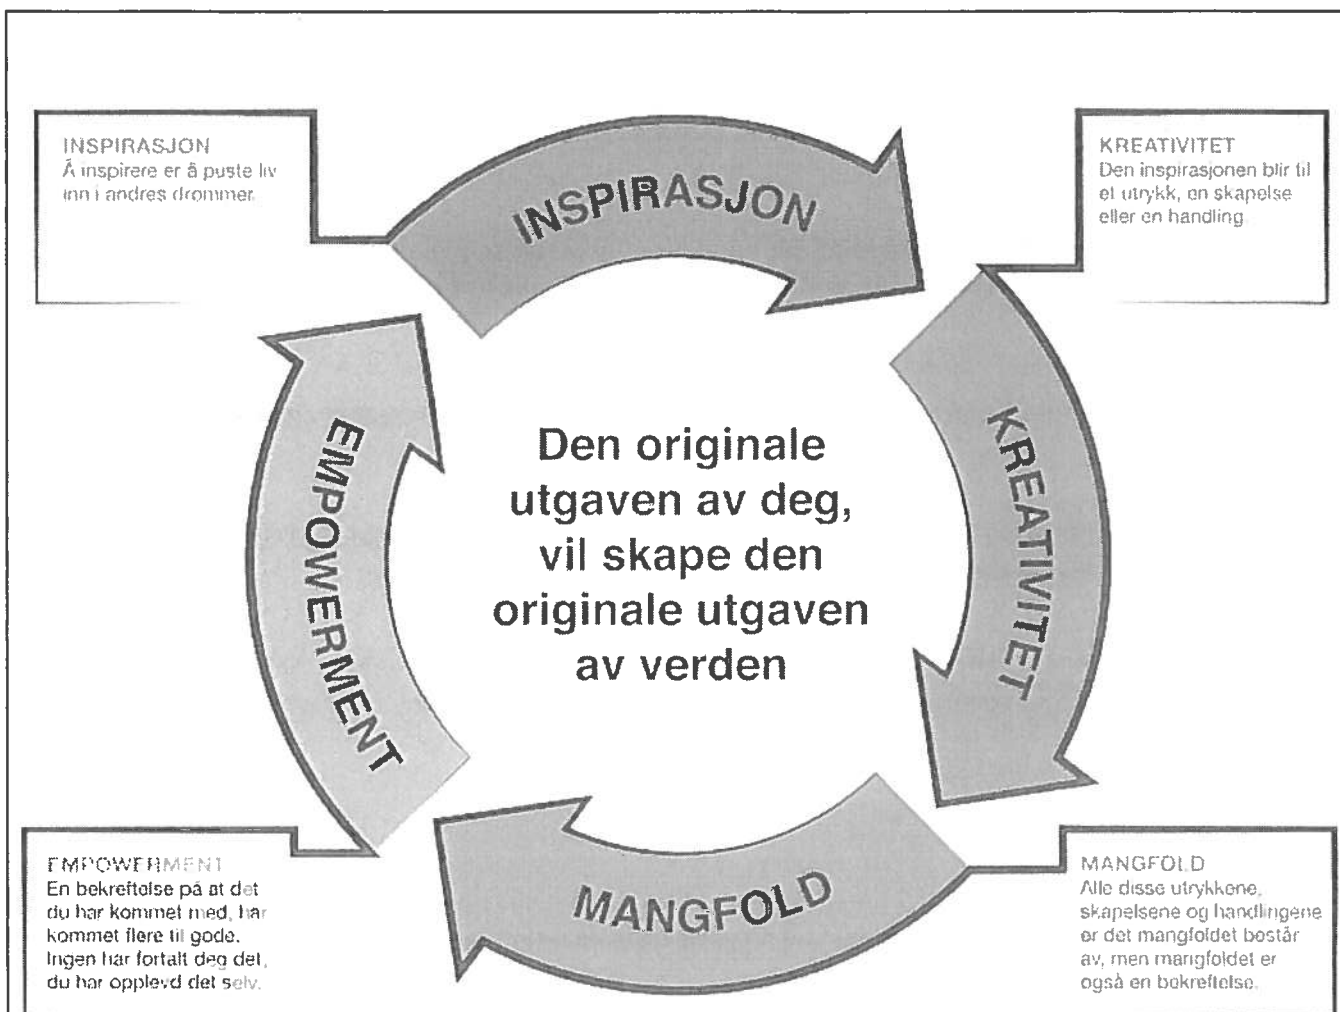 INSPIRASJON
Å inspirere er å puste liv
inn i andres drømmer.
INSPIRASJON
KREATIVITET
Den inspirasjonen blir til
et utrykk, en skapelse
eller en handling.
KREATIVITET
Den originale
utgaven av deg,
vil skape den
originale utgaven
av verden
EMPOWERMENT
MANGFOLD
EMPOWERMENT
En bekreftelse på at det
du har kommet med, har
kommet flere til gode.
Ingen har fortalt deg det,
du har opplevd det selv.
MANGFOLD
Alle disse utrykkene,
skapelsene og handlingene
er det mangfoldet består
av, men mangfoldet er
også en bekreftelse.